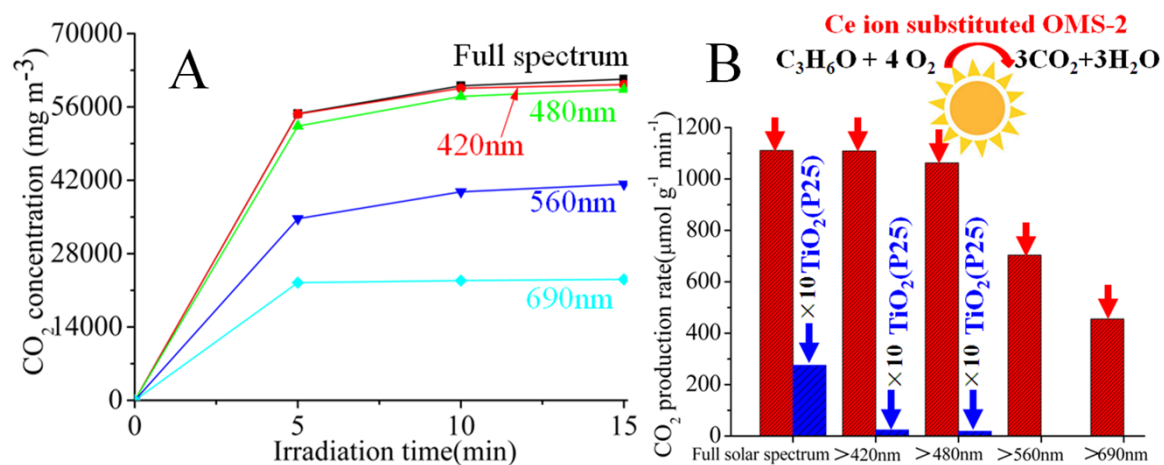 A
CO₂ concentration (mg m⁻³)
70000
56000
42000
28000
14000
0
0
5
10
15
Irradiation time(min)
Full spectrum
480nm
420nm
560nm
690nm
B
Ce ion substituted OMS-2
C₃H₆O + 4 O₂ 3CO₂+3H₂O
CO₂ production rate(μmol g⁻¹ min⁻¹)
1200
1000
800
600
400
200
0
×10 TiO₂(P25)
×10 TiO₂(P25)
×10 TiO₂(P25)
Full solar spectrum
>420nm
>480nm
>560nm
>690nm